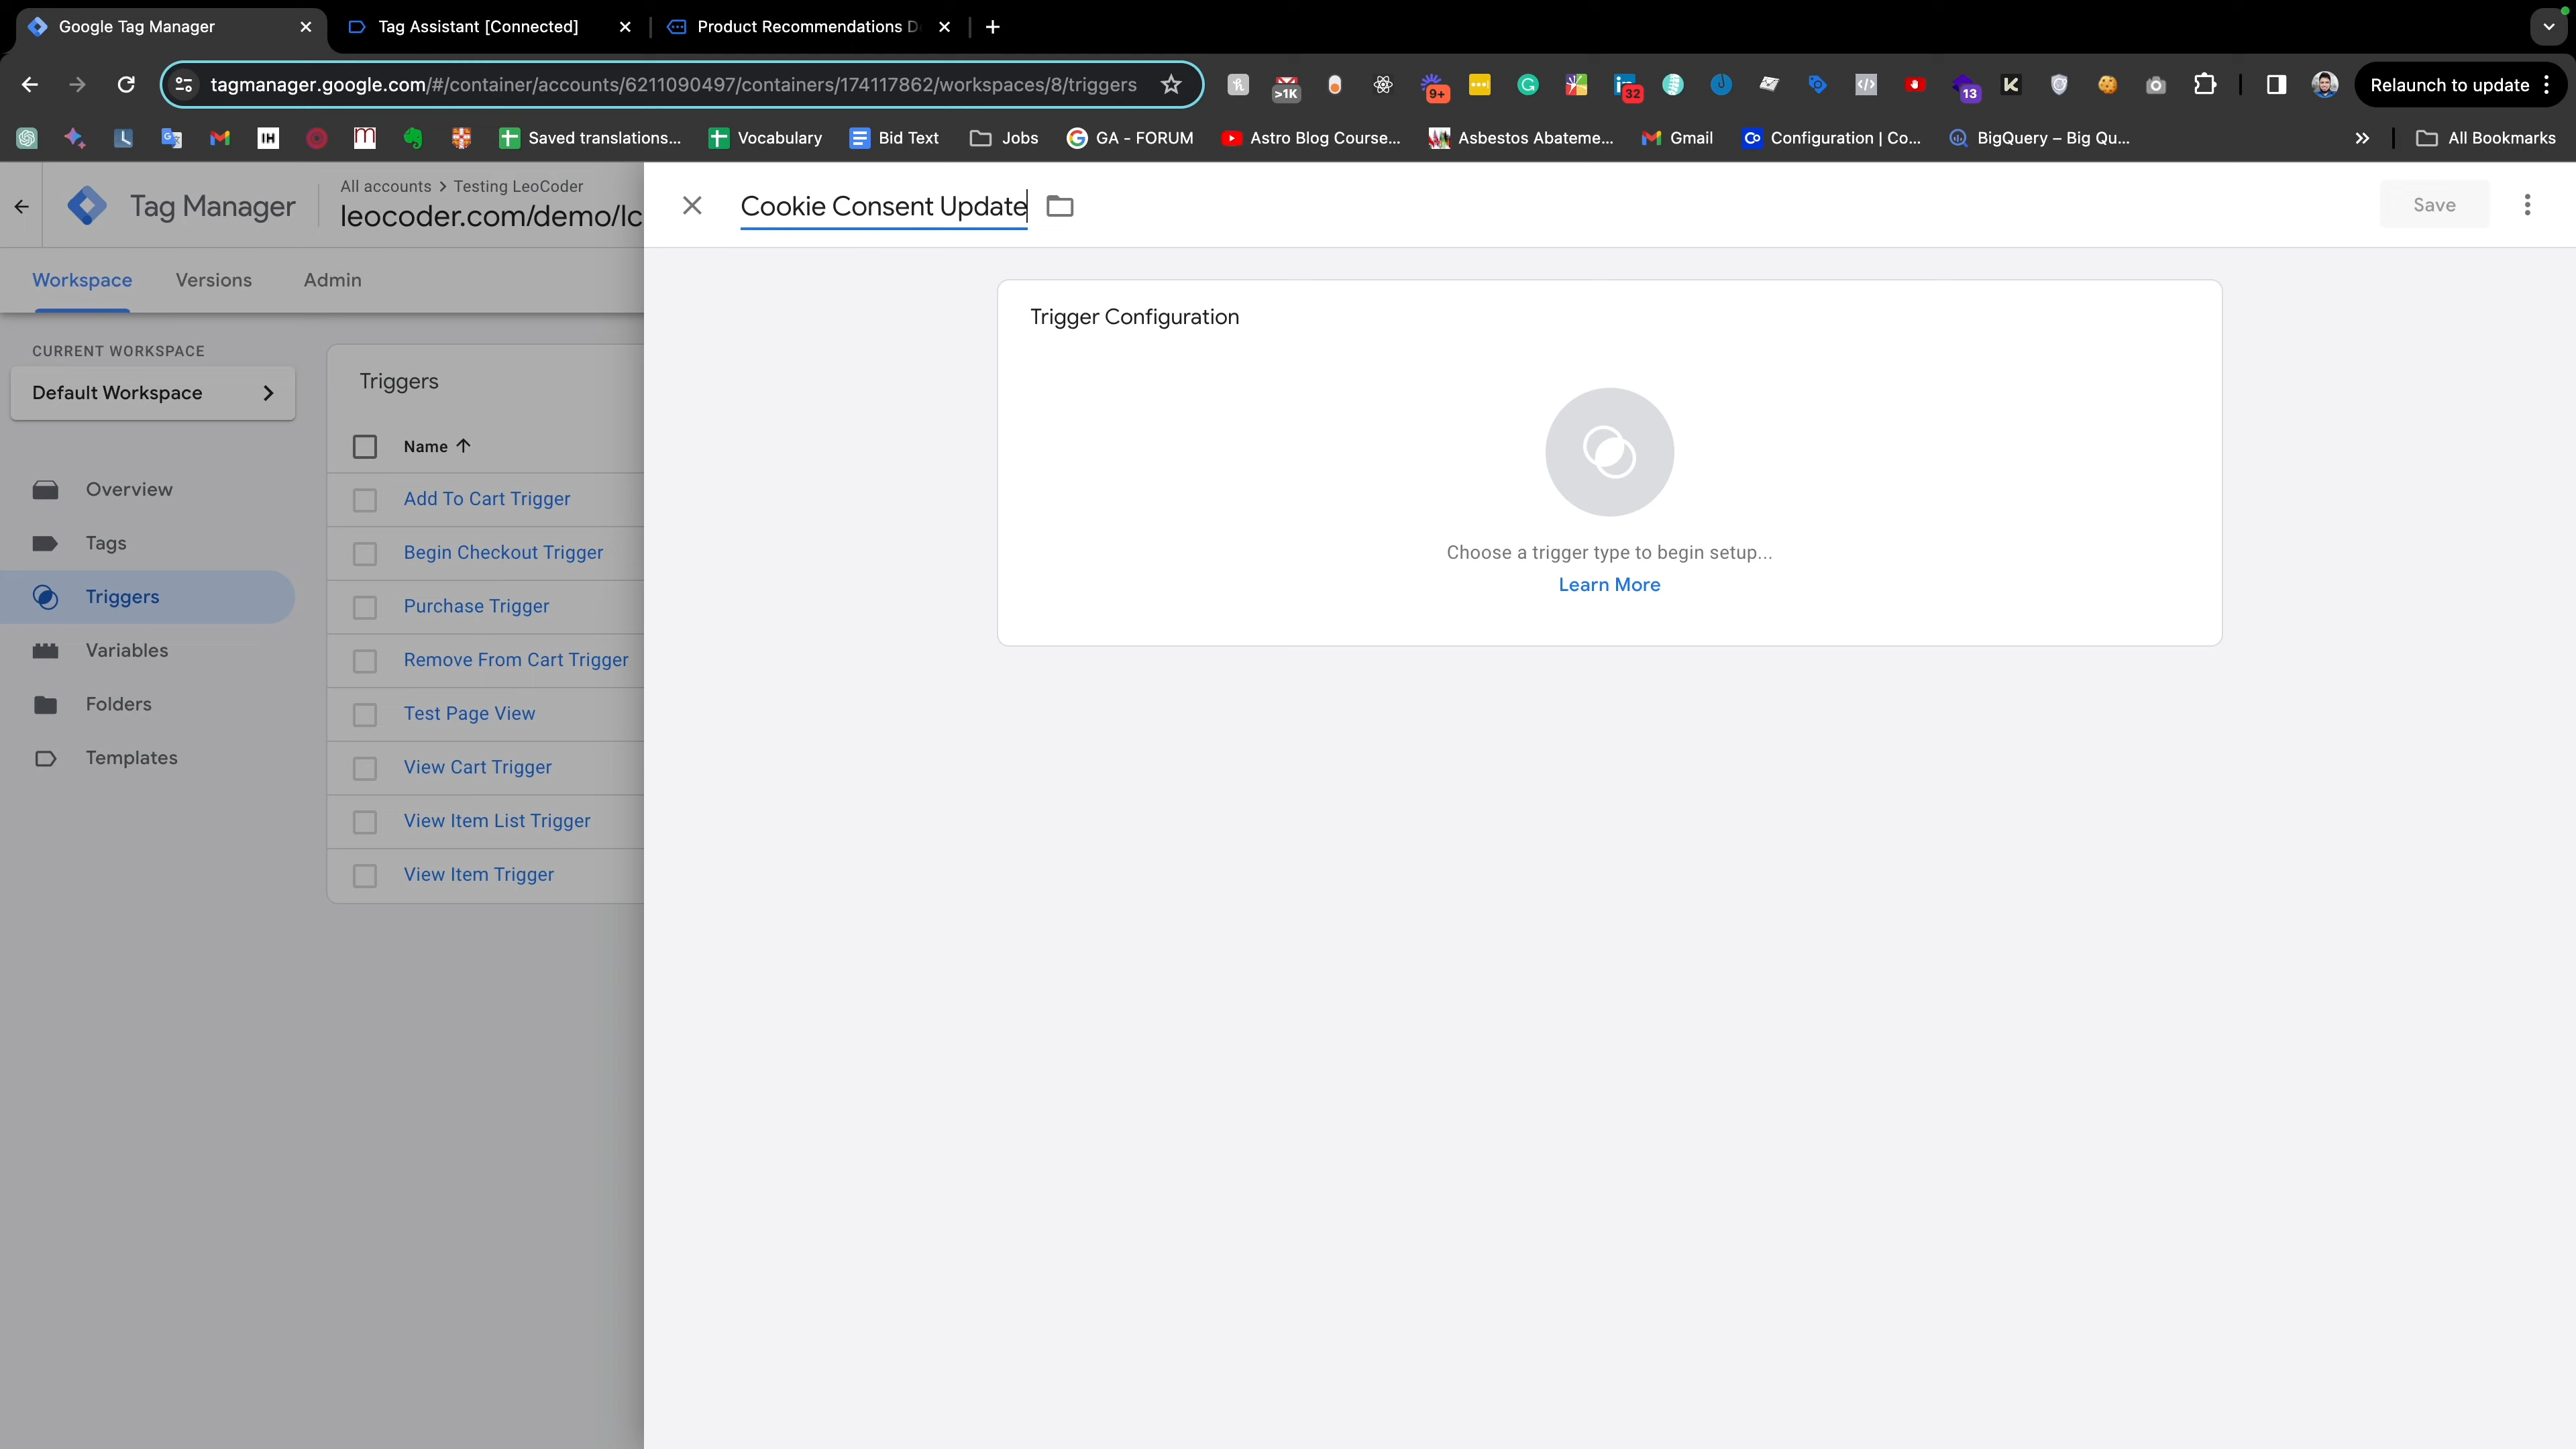 Google Tag Manager
Tag Assistant [Connected]
Product Recommendations D
tagmanager.google.com/#/container/accounts/6211090497/containers/174117862/workspaces/8/triggers
>1K
9+
32
13
Relaunch to update
IH
Saved translations...
Vocabulary
Bid Text
Jobs
GA - FORUM
Astro Blog Course...
Asbestos Abateme...
Gmail
Configuration | Co...
BigQuery – Big Qu...
All Bookmarks
Tag Manager
All accounts > Testing LeoCoder
leocoder.com/demo/lc
Cookie Consent Update
Save
Workspace
Versions
Admin
Trigger Configuration
Choose a trigger type to begin setup...
Learn More
CURRENT WORKSPACE
Default Workspace
Overview
Tags
Triggers
Variables
Folders
Templates
Triggers
Name
Add To Cart Trigger
Begin Checkout Trigger
Purchase Trigger
Remove From Cart Trigger
Test Page View
View Cart Trigger
View Item List Trigger
View Item Trigger